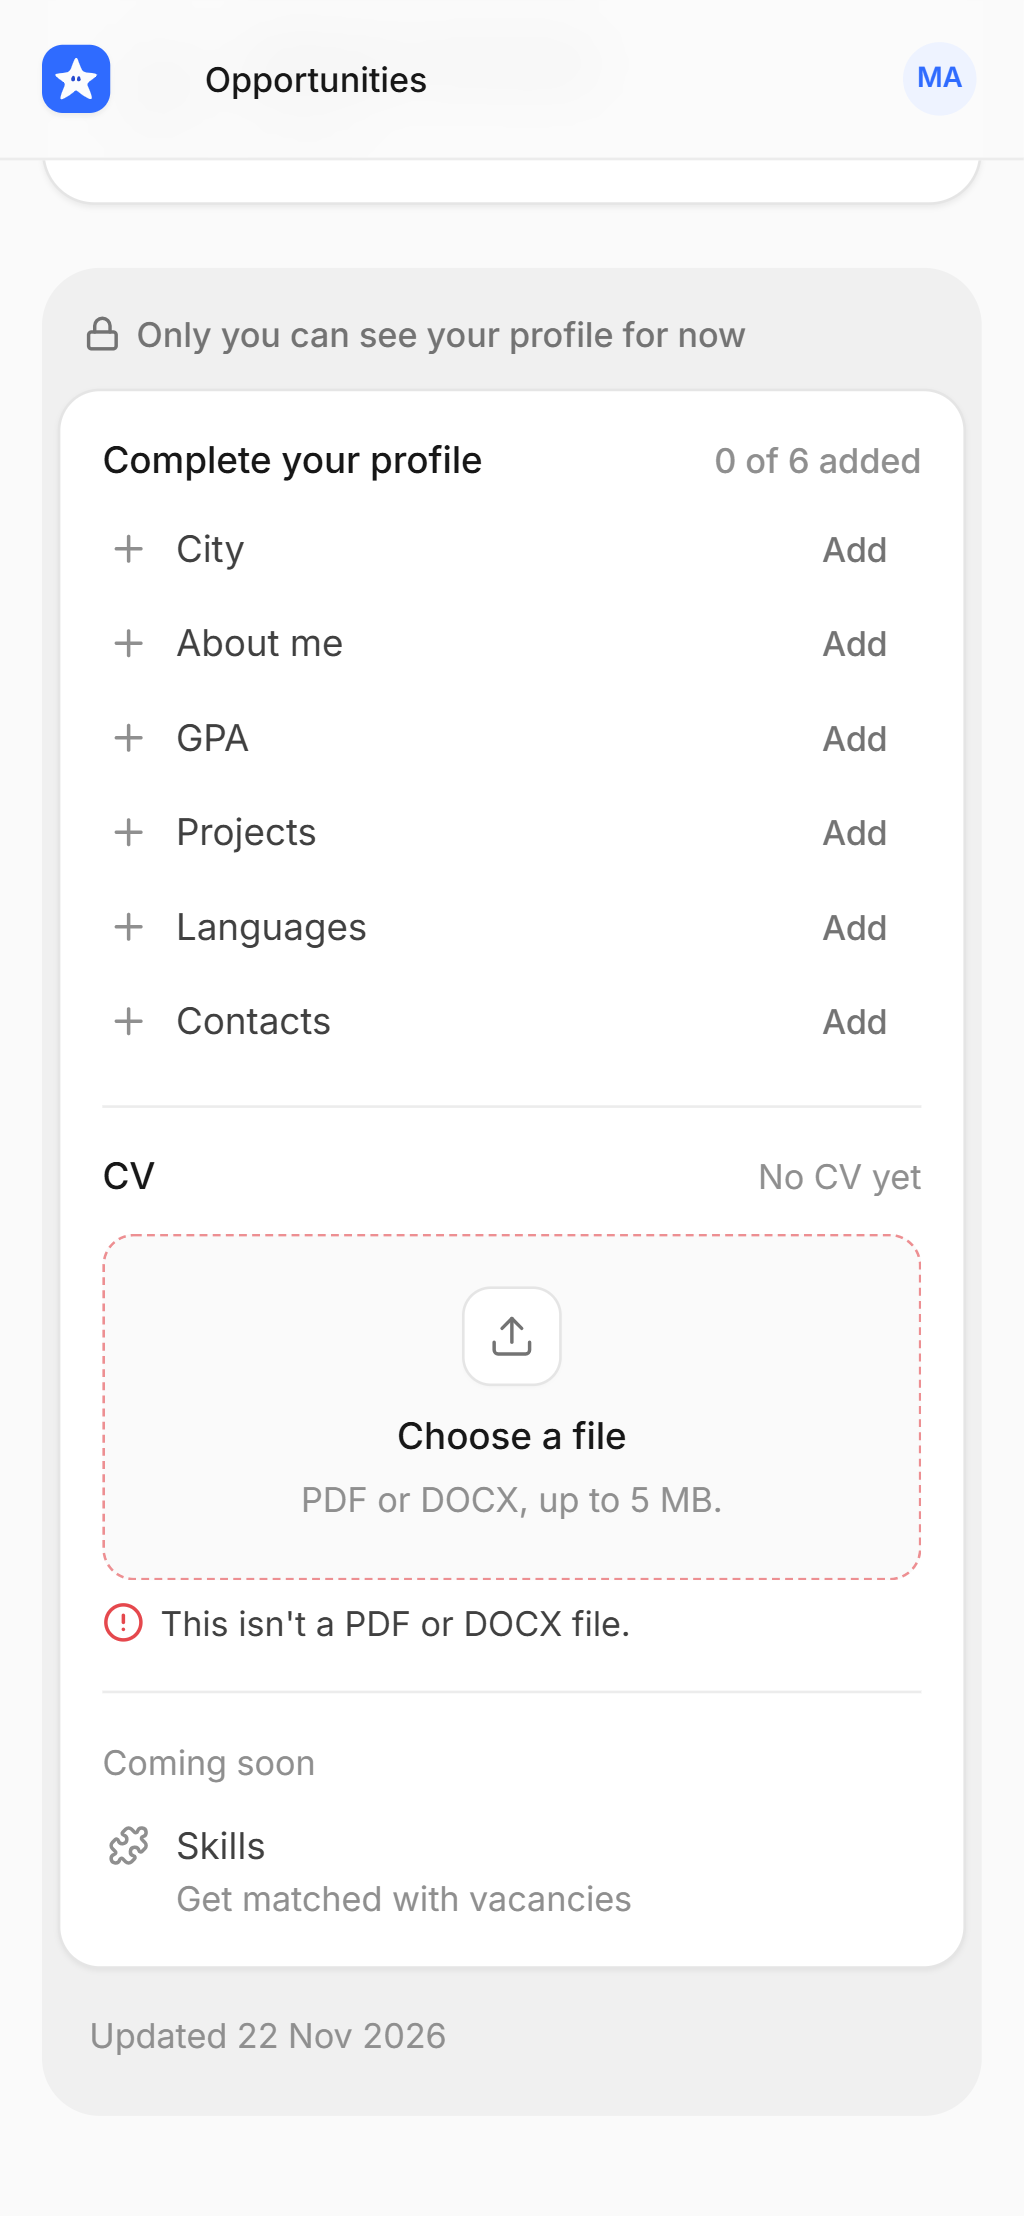 Opportunities
MA
Only you can see your profile for now
Complete your profile
0 of 6 added
City
Add
About me
Add
GPA
Add
Projects
Add
Languages
Add
Contacts
Add
CV
No CV yet
Choose a file
PDF or DOCX, up to 5 MB.
This isn't a PDF or DOCX file.
Coming soon
Skills
Get matched with vacancies
Updated 22 Nov 2026